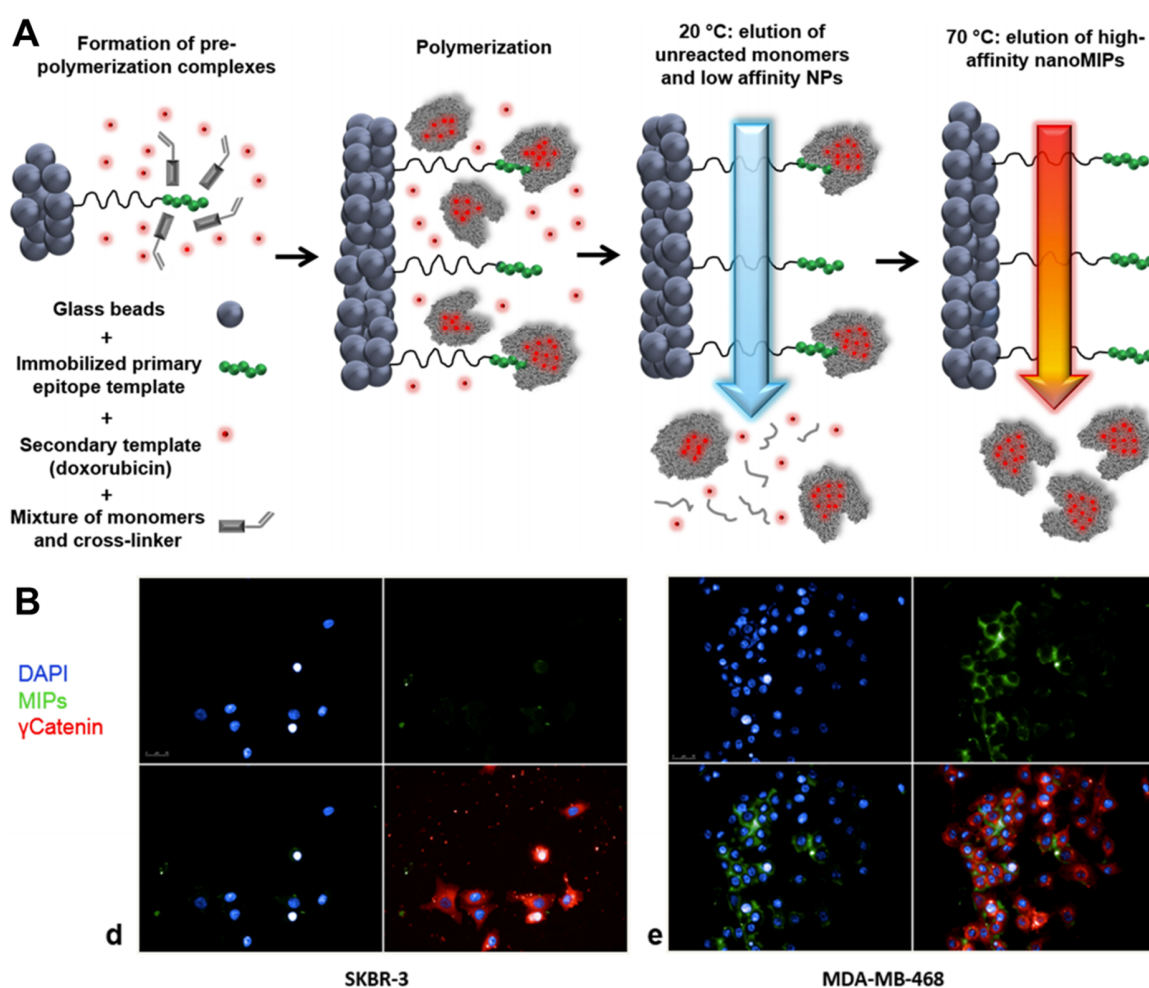 A
Formation of pre-
polymerization complexes
Polymerization
20 °C: elution of
unreacted monomers
and low affinity NPs
70 °C: elution of high-
affinity nanoMIPs
Glass beads
+
Immobilized primary
epitope template
+
Secondary template
(doxorubicin)
+
Mixture of monomers
and cross-linker
B
DAPI
MIPs
γCatenin
d
SKBR-3
e
MDA-MB-468